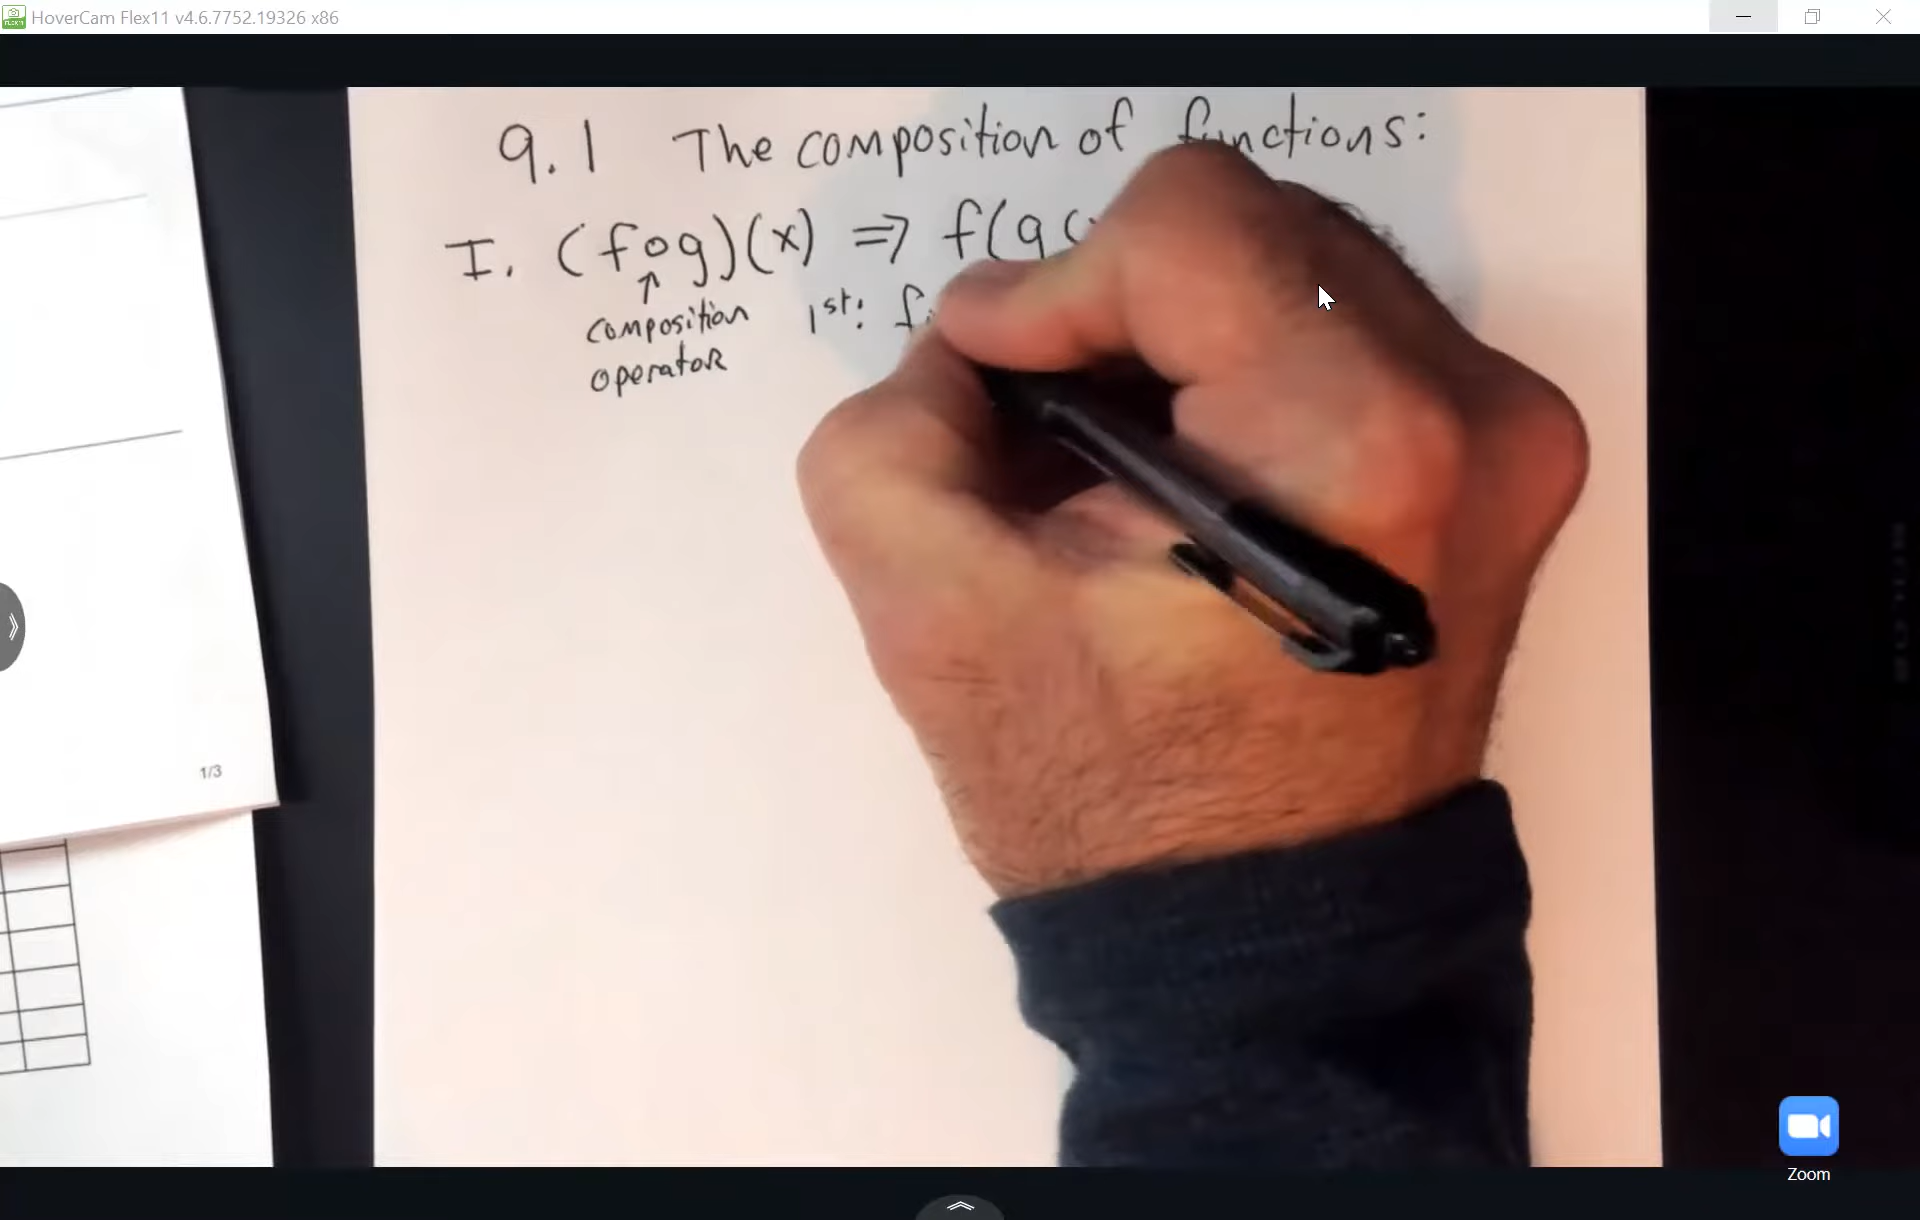 HoverCam Flex11 v4.6.7752.19326 x86
9.1 The composition of functions:
I. (fog)(x) ⇒ f(g(
↑
composition
operator
1st:
1/3
Zoom